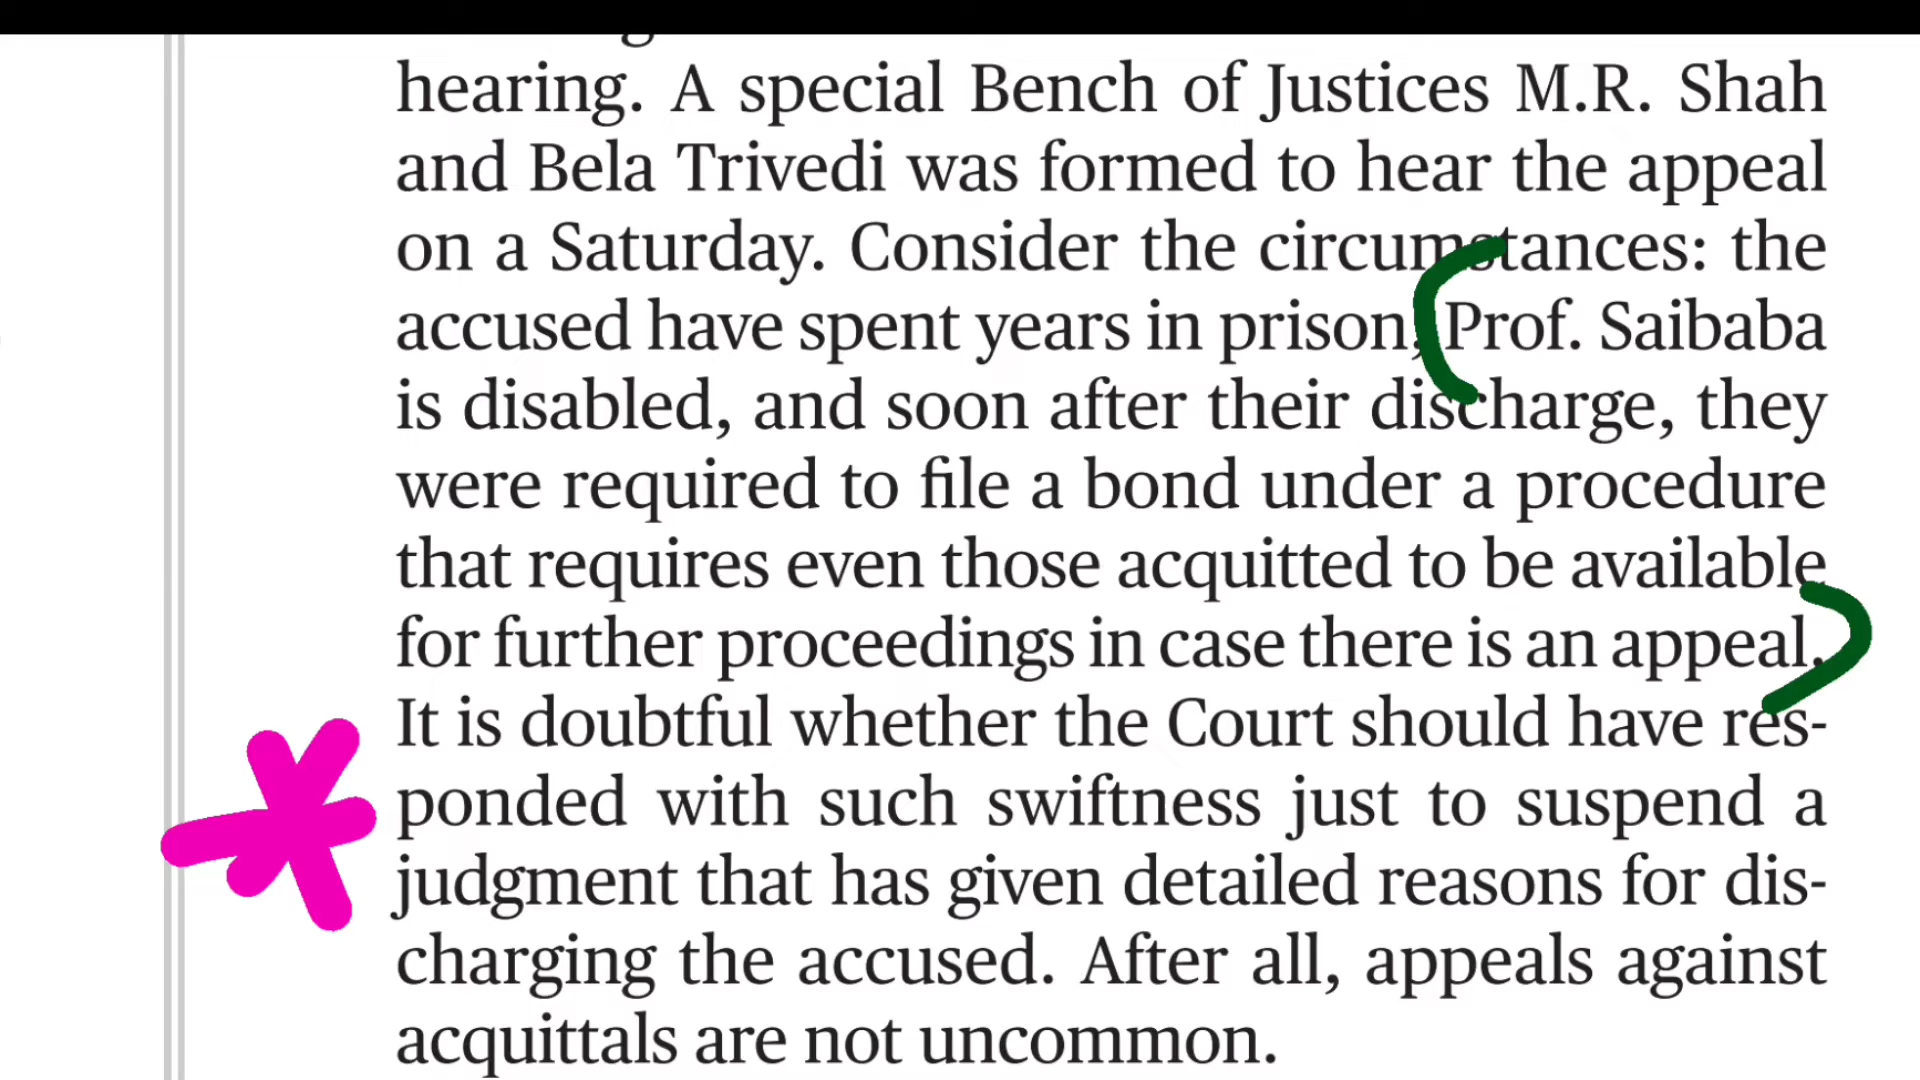 hearing. A special Bench of Justices M.R. Shah
and Bela Trivedi was formed to hear the appeal
on a Saturday. Consider the circumstances: the
accused have spent years in prison, Prof. Saibaba
is disabled, and soon after their discharge, they
were required to file a bond under a procedure
that requires even those acquitted to be available
for further proceedings in case there is an appeal.
It is doubtful whether the Court should have res-
ponded with such swiftness just to suspend a
judgment that has given detailed reasons for dis-
charging the accused. After all, appeals against
acquittals are not uncommon.